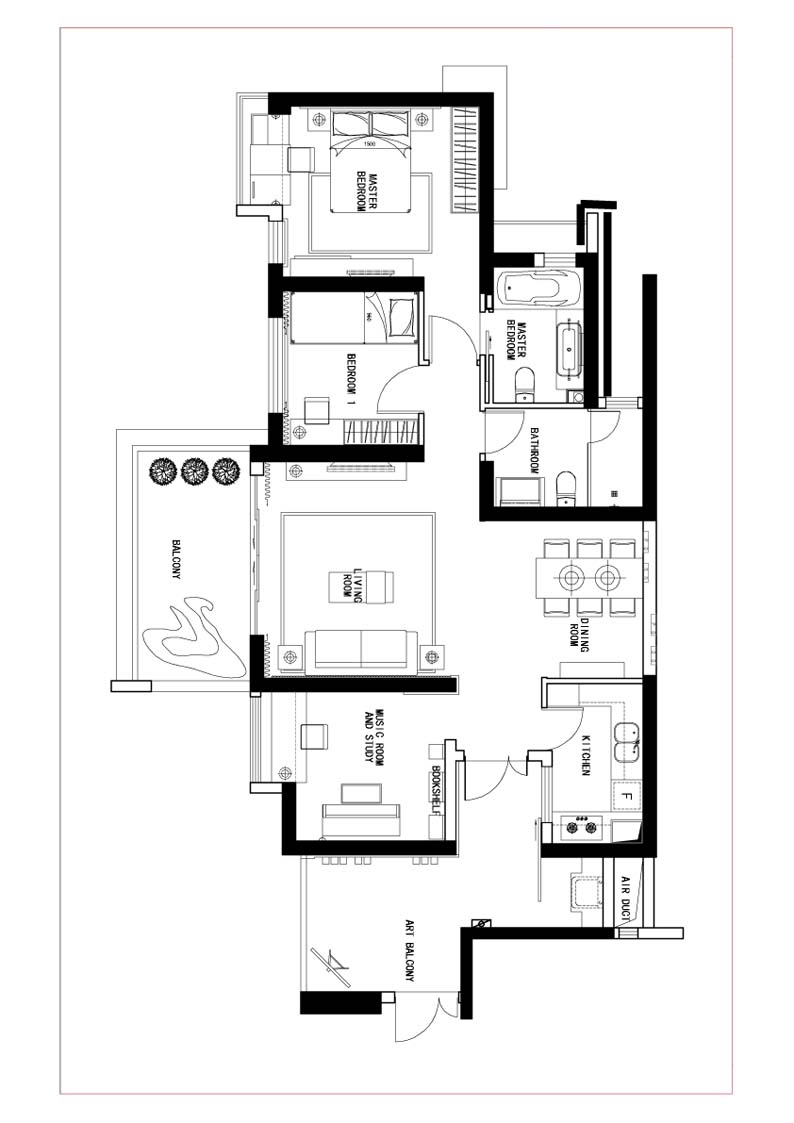 1500
MASTER
BEDROOM
960
BEDROOM 1
MASTER
BEDROOM
BATHROOM
BALCONY
LIVING
ROOM
DINING
ROOM
MUSIC ROOM
AND STUDY
BOOKSHELF
KITCHEN
F
AIR DUCT
ART BALCONY